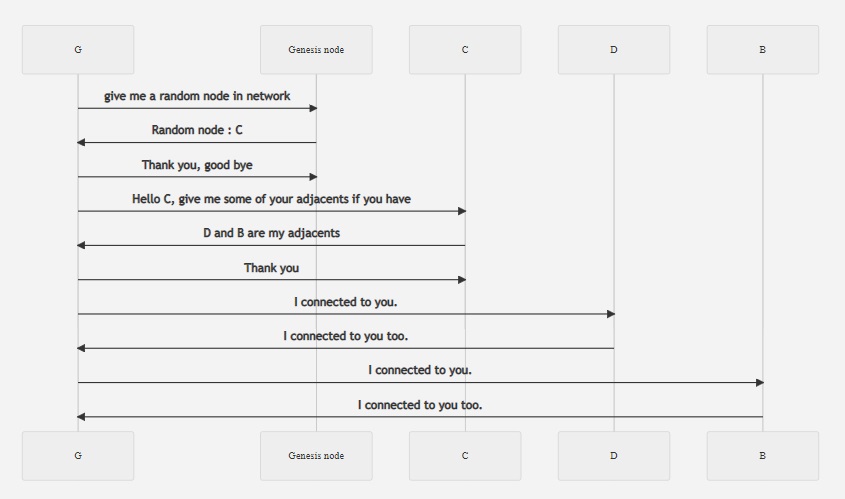 G
Genesis node
C
D
B
give me a random node in network
Random node : C
Thank you, good bye
Hello C, give me some of your adjacents if you have
D and B are my adjacents
Thank you
I connected to you.
I connected to you too.
I connected to you.
I connected to you too.
G
Genesis node
C
D
B